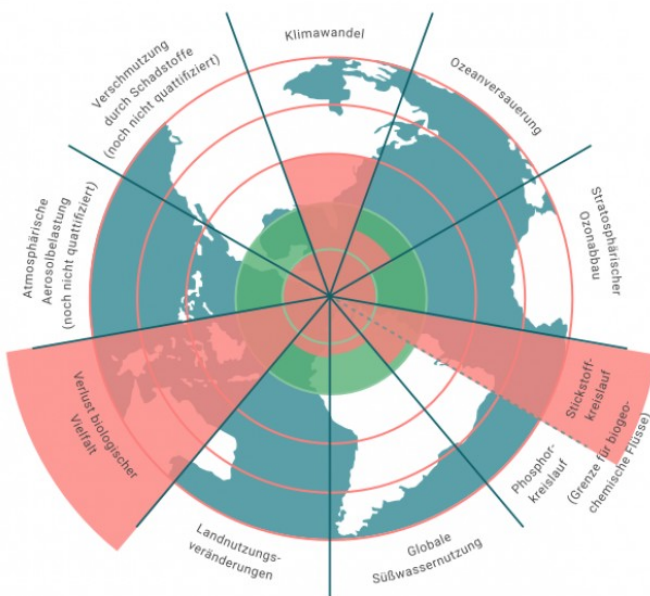 Klimawandel
Ozeanversauerung
Stratosphärischer
Ozonabbau
Stickstoff-
kreislauf
(Grenze für biogeo-
chemische Flüsse)
Phosphor-
kreislauf
Globale
Süßwassernutzung
Landnutzungs-
veränderungen
Verlust biologischer
Vielfalt
Atmosphärische
Aerosolbelastung
(noch nicht quattifiziert)
Verschmutzung
durch Schadstoffe
(noch nicht quattifiziert)